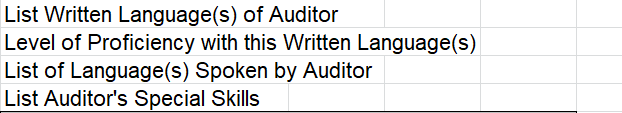 List Written Language(s) of Auditor
Level of Proficiency with this Written Language(s)
List of Language(s) Spoken by Auditor
List Auditor's Special Skills